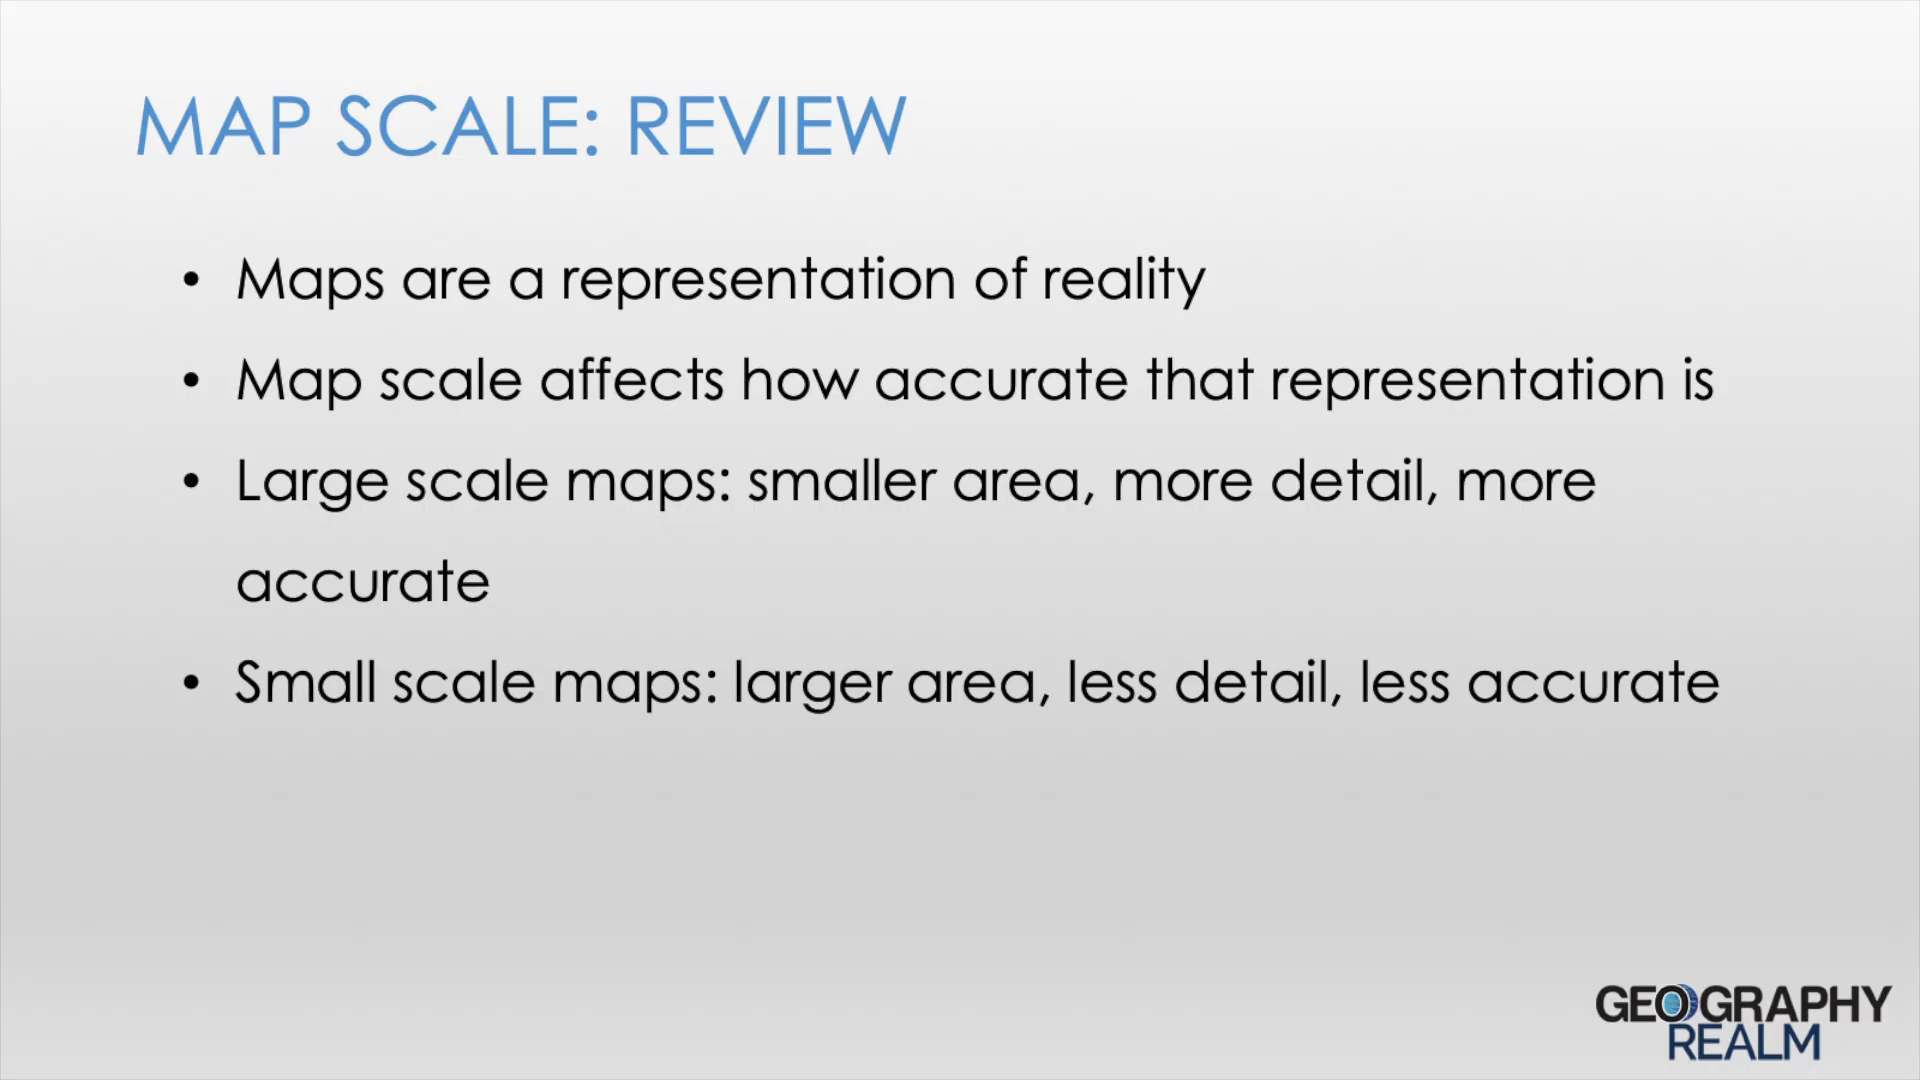 MAP SCALE: REVIEW
• Maps are a representation of reality
• Map scale affects how accurate that representation is
• Large scale maps: smaller area, more detail, more
accurate
• Small scale maps: larger area, less detail, less accurate
GEOGRAPHY
REALM